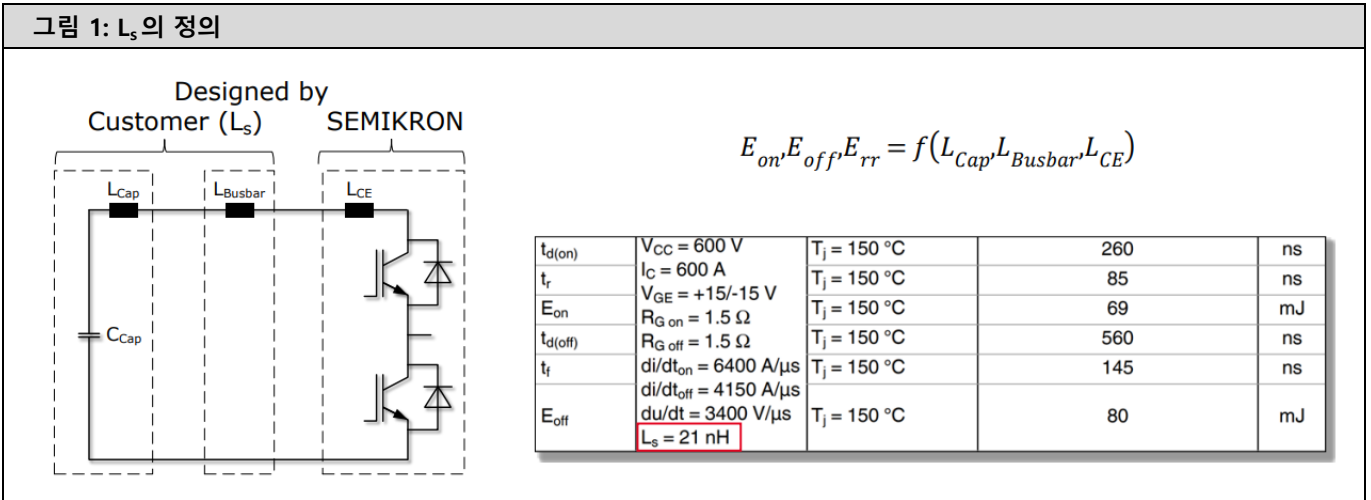 그림 1: Ls의 정의
Designed by
Customer (Ls) SEMIKRON
LCap LBusbar LCE
CCap
Eon,Eoff,Err = f(LCap,LBusbar,LCE)
td(on) VCC = 600 V Tj = 150 °C 260 ns
IC = 600 A
tr Tj = 150 °C 85 ns
VGE = +15/-15 V
Eon RG on = 1.5 Ω Tj = 150 °C 69 mJ
td(off) RG off = 1.5 Ω Tj = 150 °C 560 ns
tf di/dton = 6400 A/µs Tj = 150 °C 145 ns
di/dtoff = 4150 A/µs
Eoff du/dt = 3400 V/µs Tj = 150 °C 80 mJ
Ls = 21 nH